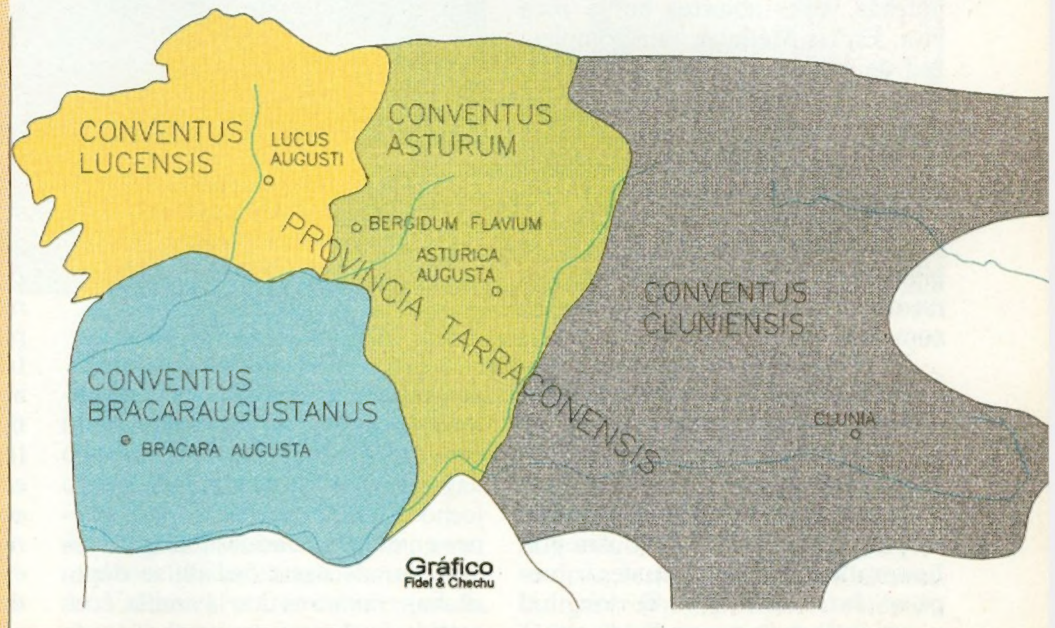 CONVENTUS
LUCENSIS
LUCUS
AUGUSTI
CONVENTUS
ASTURUM
BERGIDUM FLAVIUM
ASTURICA
AUGUSTA
PROVINCIA TARRACONENSIS
CONVENTUS
CLUNIENSIS
CONVENTUS
BRACARAUGUSTANUS
BRACARA AUGUSTA
CLUNIA
Gráfico
Fidel & Chechu